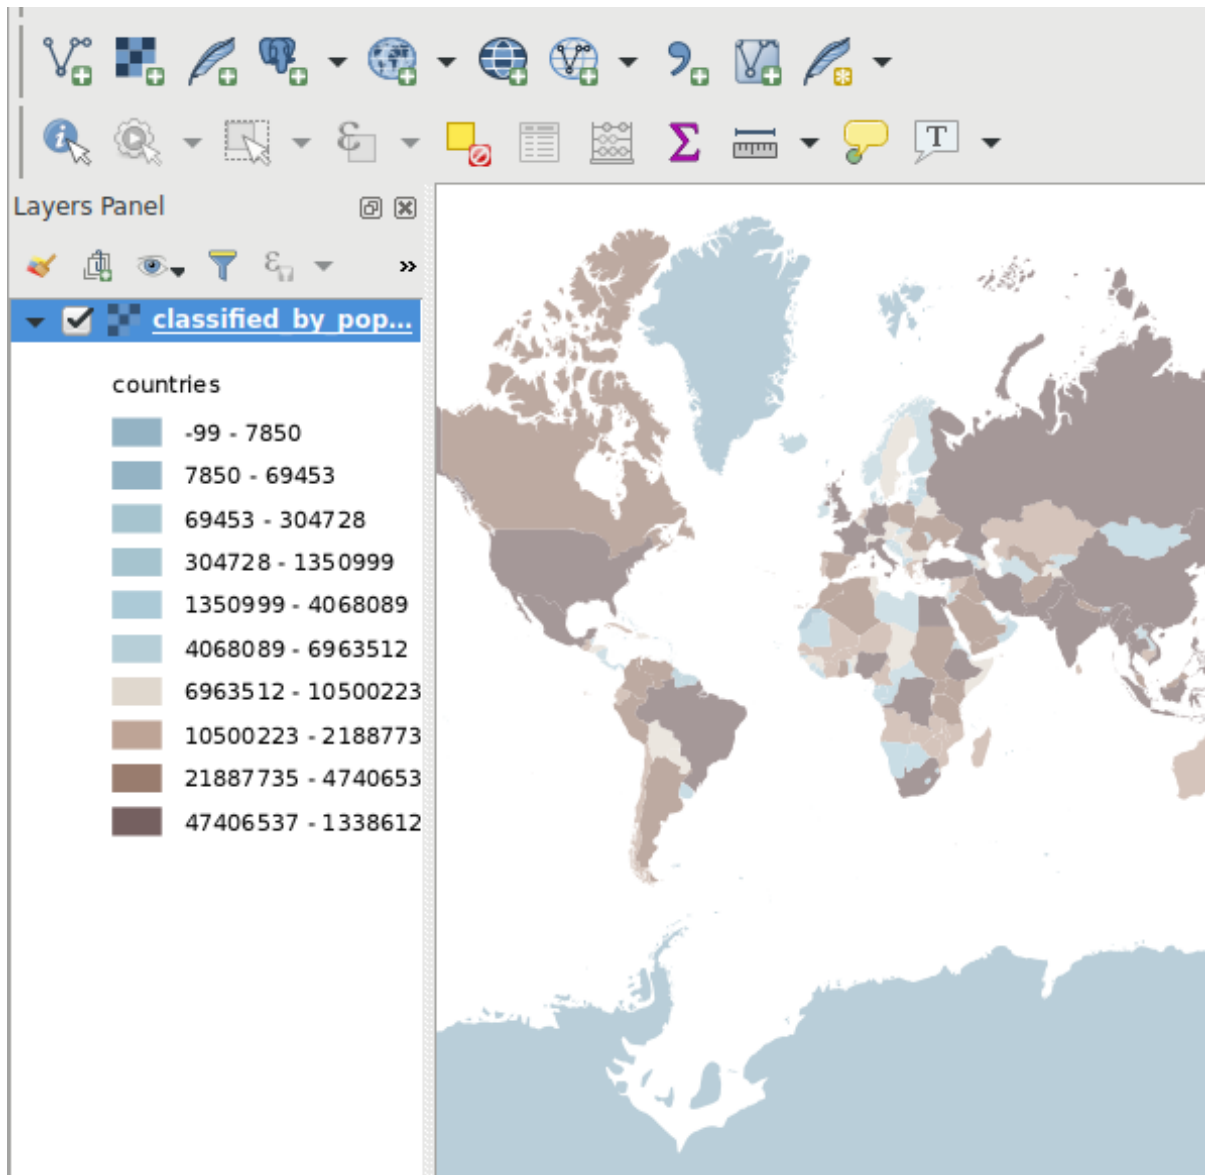 T
Layers Panel
classified_by_pop...
countries
-99 - 7850
7850 - 69453
69453 - 304728
304728 - 1350999
1350999 - 4068089
4068089 - 6963512
6963512 - 10500223
10500223 - 2188773
21887735 - 4740653
47406537 - 1338612